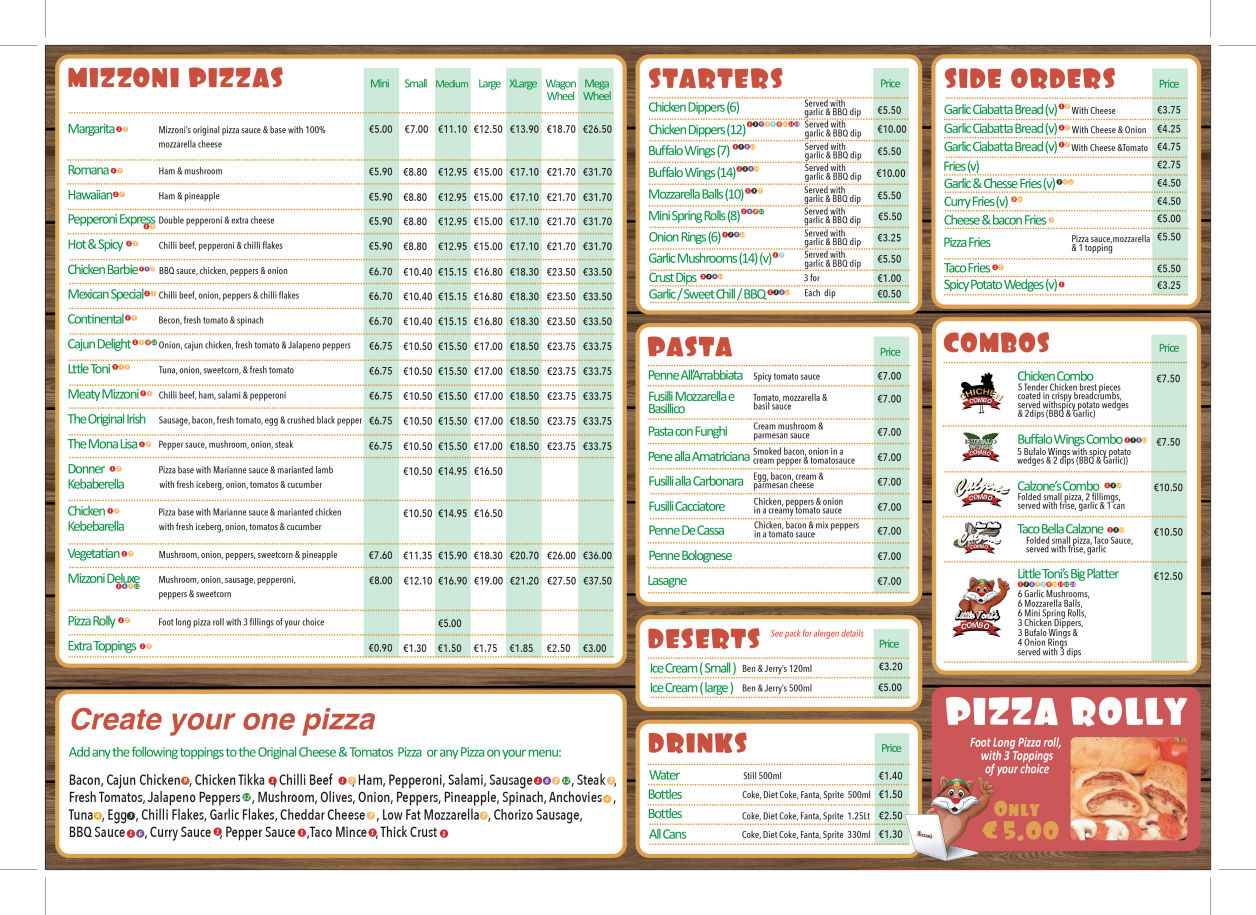 MIZZONI PIZZAS
Mini Small Medium Large XLarge Wagon Wheel Mega Wheel
Margarita Mizzoni's original pizza sauce & base with 100% €5.00 €7.00 €11.10 €12.50 €13.90 €18.70 €26.50
mozzarella cheese
Romana Ham & mushroom €5.90 €8.80 €12.95 €15.00 €17.10 €21.70 €31.70
Hawaiian Ham & pineapple €5.90 €8.80 €12.95 €15.00 €17.10 €21.70 €31.70
Pepperoni Express Double pepperoni & extra cheese €5.90 €8.80 €12.95 €15.00 €17.10 €21.70 €31.70
Hot & Spicy Chilli beef, pepperoni & chilli flakes €5.90 €8.80 €12.95 €15.00 €17.10 €21.70 €31.70
Chicken Barbie BBQ sauce, chicken, peppers & onion €6.70 €10.40 €15.15 €16.80 €18.30 €23.50 €33.50
Mexican Special Chilli beef, onion, peppers & chilli flakes €6.70 €10.40 €15.15 €16.80 €18.30 €23.50 €33.50
Continental Becon, fresh tomato & spinach €6.70 €10.40 €15.15 €16.80 €18.30 €23.50 €33.50
Cajun Delight Onion, cajun chicken, fresh tomato & Jalapeno peppers €6.75 €10.50 €15.50 €17.00 €18.50 €23.75 €33.75
Lttle Toni Tuna, onion, sweetcorn, & fresh tomato €6.75 €10.50 €15.50 €17.00 €18.50 €23.75 €33.75
Meaty Mizzoni Chilli beef, ham, salami & pepperoni €6.75 €10.50 €15.50 €17.00 €18.50 €23.75 €33.75
The Original Irish Sausage, bacon, fresh tomato, egg & crushed black pepper €6.75 €10.50 €15.50 €17.00 €18.50 €23.75 €33.75
The Mona Lisa Pepper sauce, mushroom, onion, steak €6.75 €10.50 €15.50 €17.00 €18.50 €23.75 €33.75
Donner Pizza base with Marianne sauce & marianted lamb €10.50 €14.95 €16.50
Kebaberella with fresh iceberg, onion, tomatos & cucumber
Chicken Pizza base with Marianne sauce & marianted chicken €10.50 €14.95 €16.50
Kebebarella with fresh iceberg, onion, tomatos & cucumber
Vegetatian Mushroom, onion, peppers, sweetcorn & pineapple €7.60 €11.35 €15.90 €18.30 €20.70 €26.00 €36.00
Mizzoni Deluxe Mushroom, onion, sausage, pepperoni, €8.00 €12.10 €16.90 €19.00 €21.20 €27.50 €37.50
peppers & sweetcorn
Pizza Rolly Foot long pizza roll with 3 fillings of your choice €5.00
Extra Toppings €0.90 €1.30 €1.50 €1.75 €1.85 €2.50 €3.00
Create your one pizza
Add any the following toppings to the Original Cheese & Tomatos Pizza or any Pizza on your menu:
Bacon, Cajun Chicken, Chicken Tikka, Chilli Beef, Ham, Pepperoni, Salami, Sausage, Steak,
Fresh Tomatos, Jalapeno Peppers, Mushroom, Olives, Onion, Peppers, Pineapple, Spinach, Anchovies,
Tuna, Egg, Chilli Flakes, Garlic Flakes, Cheddar Cheese, Low Fat Mozzarella, Chorizo Sausage,
BBQ Sauce, Curry Sauce, Pepper Sauce, Taco Mince, Thick Crust
STARTERS
Price
Chicken Dippers (6) Served with garlic & BBQ dip €5.50
Chicken Dippers (12) Served with garlic & BBQ dip €10.00
Buffalo Wings (7) Served with garlic & BBQ dip €5.50
Buffalo Wings (14) Served with garlic & BBQ dip €10.00
Mozzarella Balls (10) Served with garlic & BBQ dip €5.50
Mini Spring Rolls (8) Served with garlic & BBQ dip €5.50
Onion Rings (6) Served with garlic & BBQ dip €3.25
Garlic Mushrooms (14) (v) Served with garlic & BBQ dip €5.50
Crust Dips 3 for €1.00
Garlic / Sweet Chill / BBQ Each dip €0.50
PASTA
Price
Penne All'Arrabbiata Spicy tomato sauce €7.00
Fusilli Mozzarella e Tomato, mozzarella & €7.00
Basillico basil sauce
Pasta con Funghi Cream mushroom & parmesan sauce €7.00
Pene alla Amatriciana Smoked bacon, onion in a cream pepper & tomatosauce €7.00
Fusilli alla Carbonara Egg, bacon, cream & parmesan cheese €7.00
Fusilli Cacciatore Chicken, peppers & onion in a creamy tomato sauce €7.00
Penne De Cassa Chicken, bacon & mix peppers in a tomato sauce €7.00
Penne Bolognese €7.00
Lasagne €7.00
DESERTS
See pack for alergen details
Price
Ice Cream ( Small ) Ben & Jerry's 120ml €3.20
Ice Cream ( large ) Ben & Jerry's 500ml €5.00
DRINKS
Price
Water Still 500ml €1.40
Bottles Coke, Diet Coke, Fanta, Sprite 500ml €1.50
Bottles Coke, Diet Coke, Fanta, Sprite 1.25Lt €2.50
All Cans Coke, Diet Coke, Fanta, Sprite 330ml €1.30
SIDE ORDERS
Price
Garlic Ciabatta Bread (v) With Cheese €3.75
Garlic Ciabatta Bread (v) With Cheese & Onion €4.25
Garlic Ciabatta Bread (v) With Cheese &Tomato €4.75
Fries (v) €2.75
Garlic & Chesse Fries (v) €4.50
Curry Fries (v) €4.50
Cheese & bacon Fries €5.00
Pizza Fries Pizza sauce,mozzarella & 1 topping €5.50
Taco Fries €5.50
Spicy Potato Wedges (v) €3.25
COMBOS
Price
Chicken Combo €7.50
5 Tender Chicken brest pieces
coated in crispy breadcrumbs,
served withspicy potato wedges
& 2dips (BBQ & Garlic)
Buffalo Wings Combo €7.50
5 Bufalo Wings with spicy potato
wedges & 2 dips (BBQ & Garlic))
Calzone's Combo €10.50
Folded small pizza, 2 fillimgs,
served with frise, garlic & 1 can
Taco Bella Calzone €10.50
Folded small pizza, Taco Sauce,
served with frise, garlic
Little Toni's Big Platter €12.50
6 Garlic Mushrooms,
6 Mozzarella Balls,
6 Mini Spring Rolls,
3 Chicken Dippers,
3 Bufalo Wings &
4 Onion Rings
served with 3 dips
PIZZA ROLLY
Foot Long Pizza roll,
with 3 Toppings
of your choice
ONLY
€ 5,00
Mizzoni